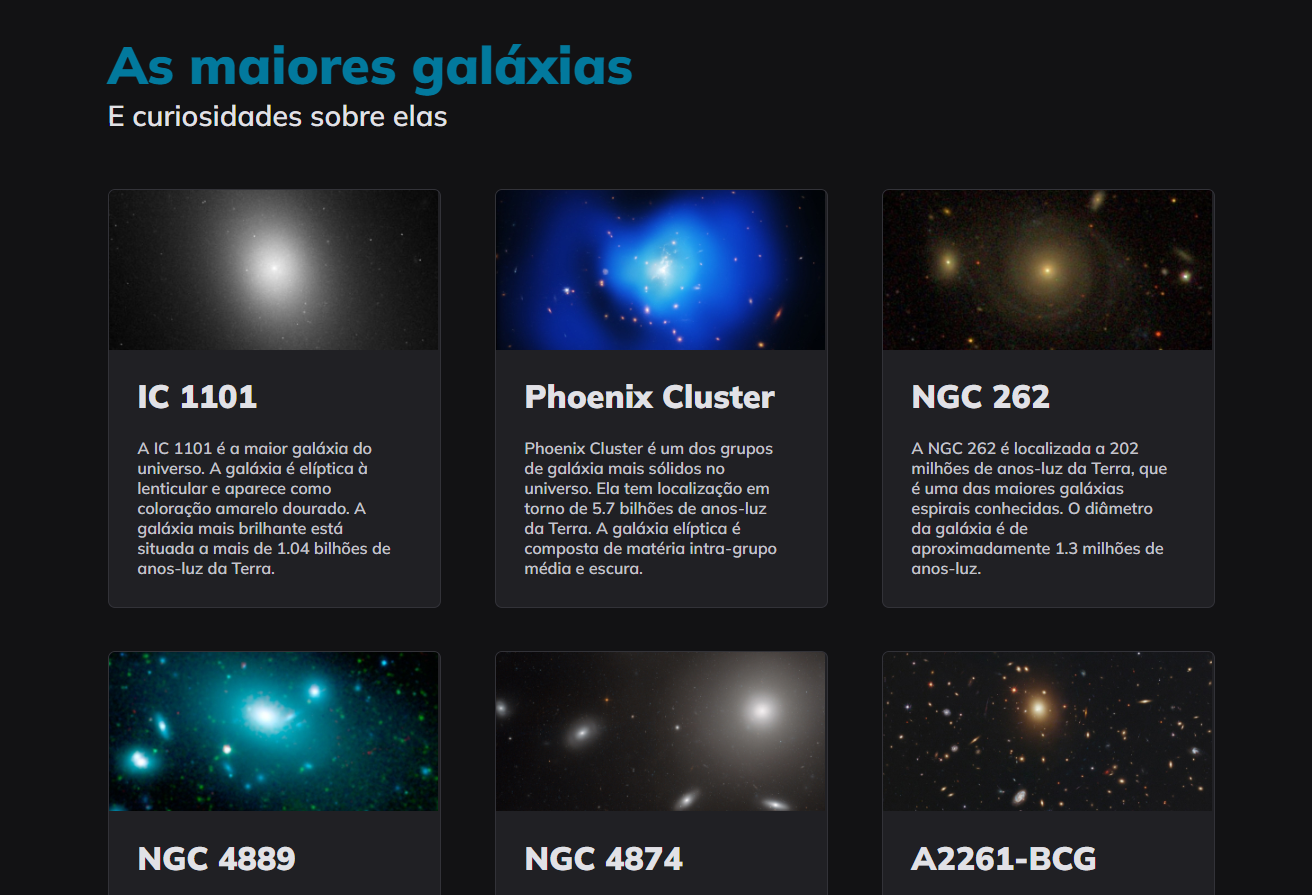 As maiores galáxias
E curiosidades sobre elas
IC 1101
A IC 1101 é a maior galáxia do
universo. A galáxia é elíptica à
lenticular e aparece como
coloração amarelo dourado. A
galáxia mais brilhante está
situada a mais de 1.04 bilhões de
anos-luz da Terra.
Phoenix Cluster
Phoenix Cluster é um dos grupos
de galáxia mais sólidos no
universo. Ela tem localização em
torno de 5.7 bilhões de anos-luz
da Terra. A galáxia elíptica é
composta de matéria intra-grupo
média e escura.
NGC 262
A NGC 262 é localizada a 202
milhões de anos-luz da Terra, que
é uma das maiores galáxias
espirais conhecidas. O diâmetro
da galáxia é de
aproximadamente 1.3 milhões de
anos-luz.
NGC 4889
NGC 4874
A2261-BCG